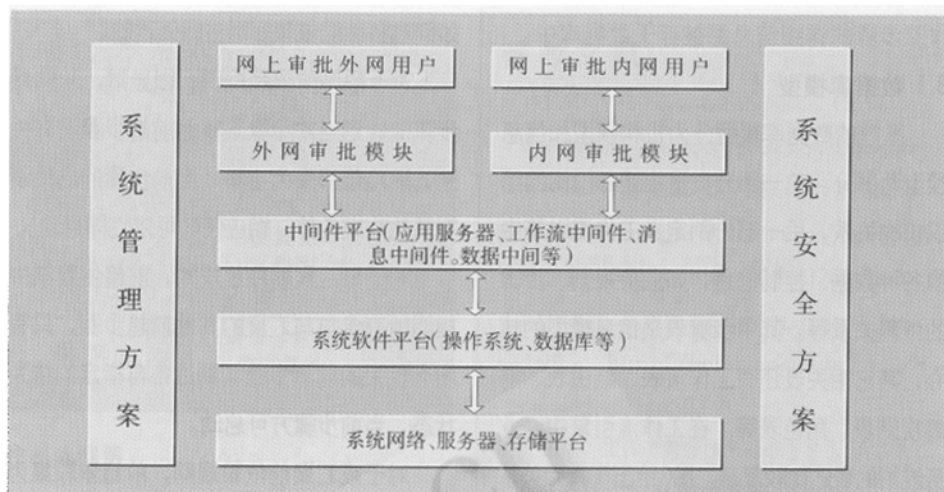 系统管理方案
网上审批外网用户
网上审批内网用户
外网审批模块
内网审批模块
中间件平台(应用服务器、工作流中间件、消
息中间件。数据中间等)
系统软件平台(操作系统、数据库等)
系统网络、服务器、存储平台
系统安全方案